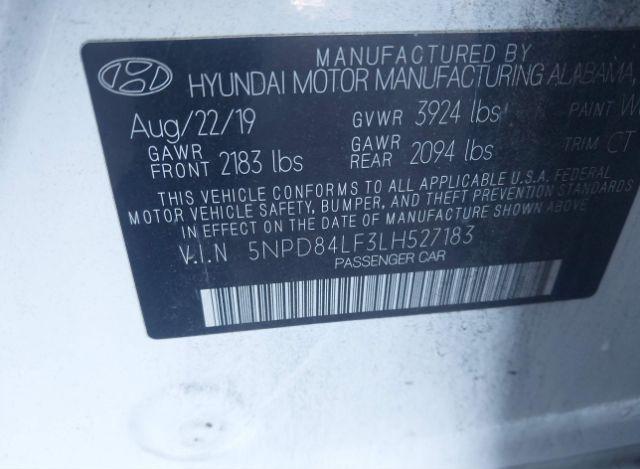 MANUFACTURED BY
HYUNDAI MOTOR MANUFACTURING ALABAMA
Aug/22/19 GVWR 3924 lbs PAINT
GAWR FRONT 2183 lbs GAWR REAR 2094 lbs TRIM CT
THIS VEHICLE CONFORMS TO ALL APPLICABLE U.S.A. FEDERAL
MOTOR VEHICLE SAFETY, BUMPER, AND THEFT PREVENTION STANDARDS
IN EFFECT ON THE DATE OF MANUFACTURE SHOWN ABOVE
V.I.N 5NPD84LF3LH527183
PASSENGER CAR